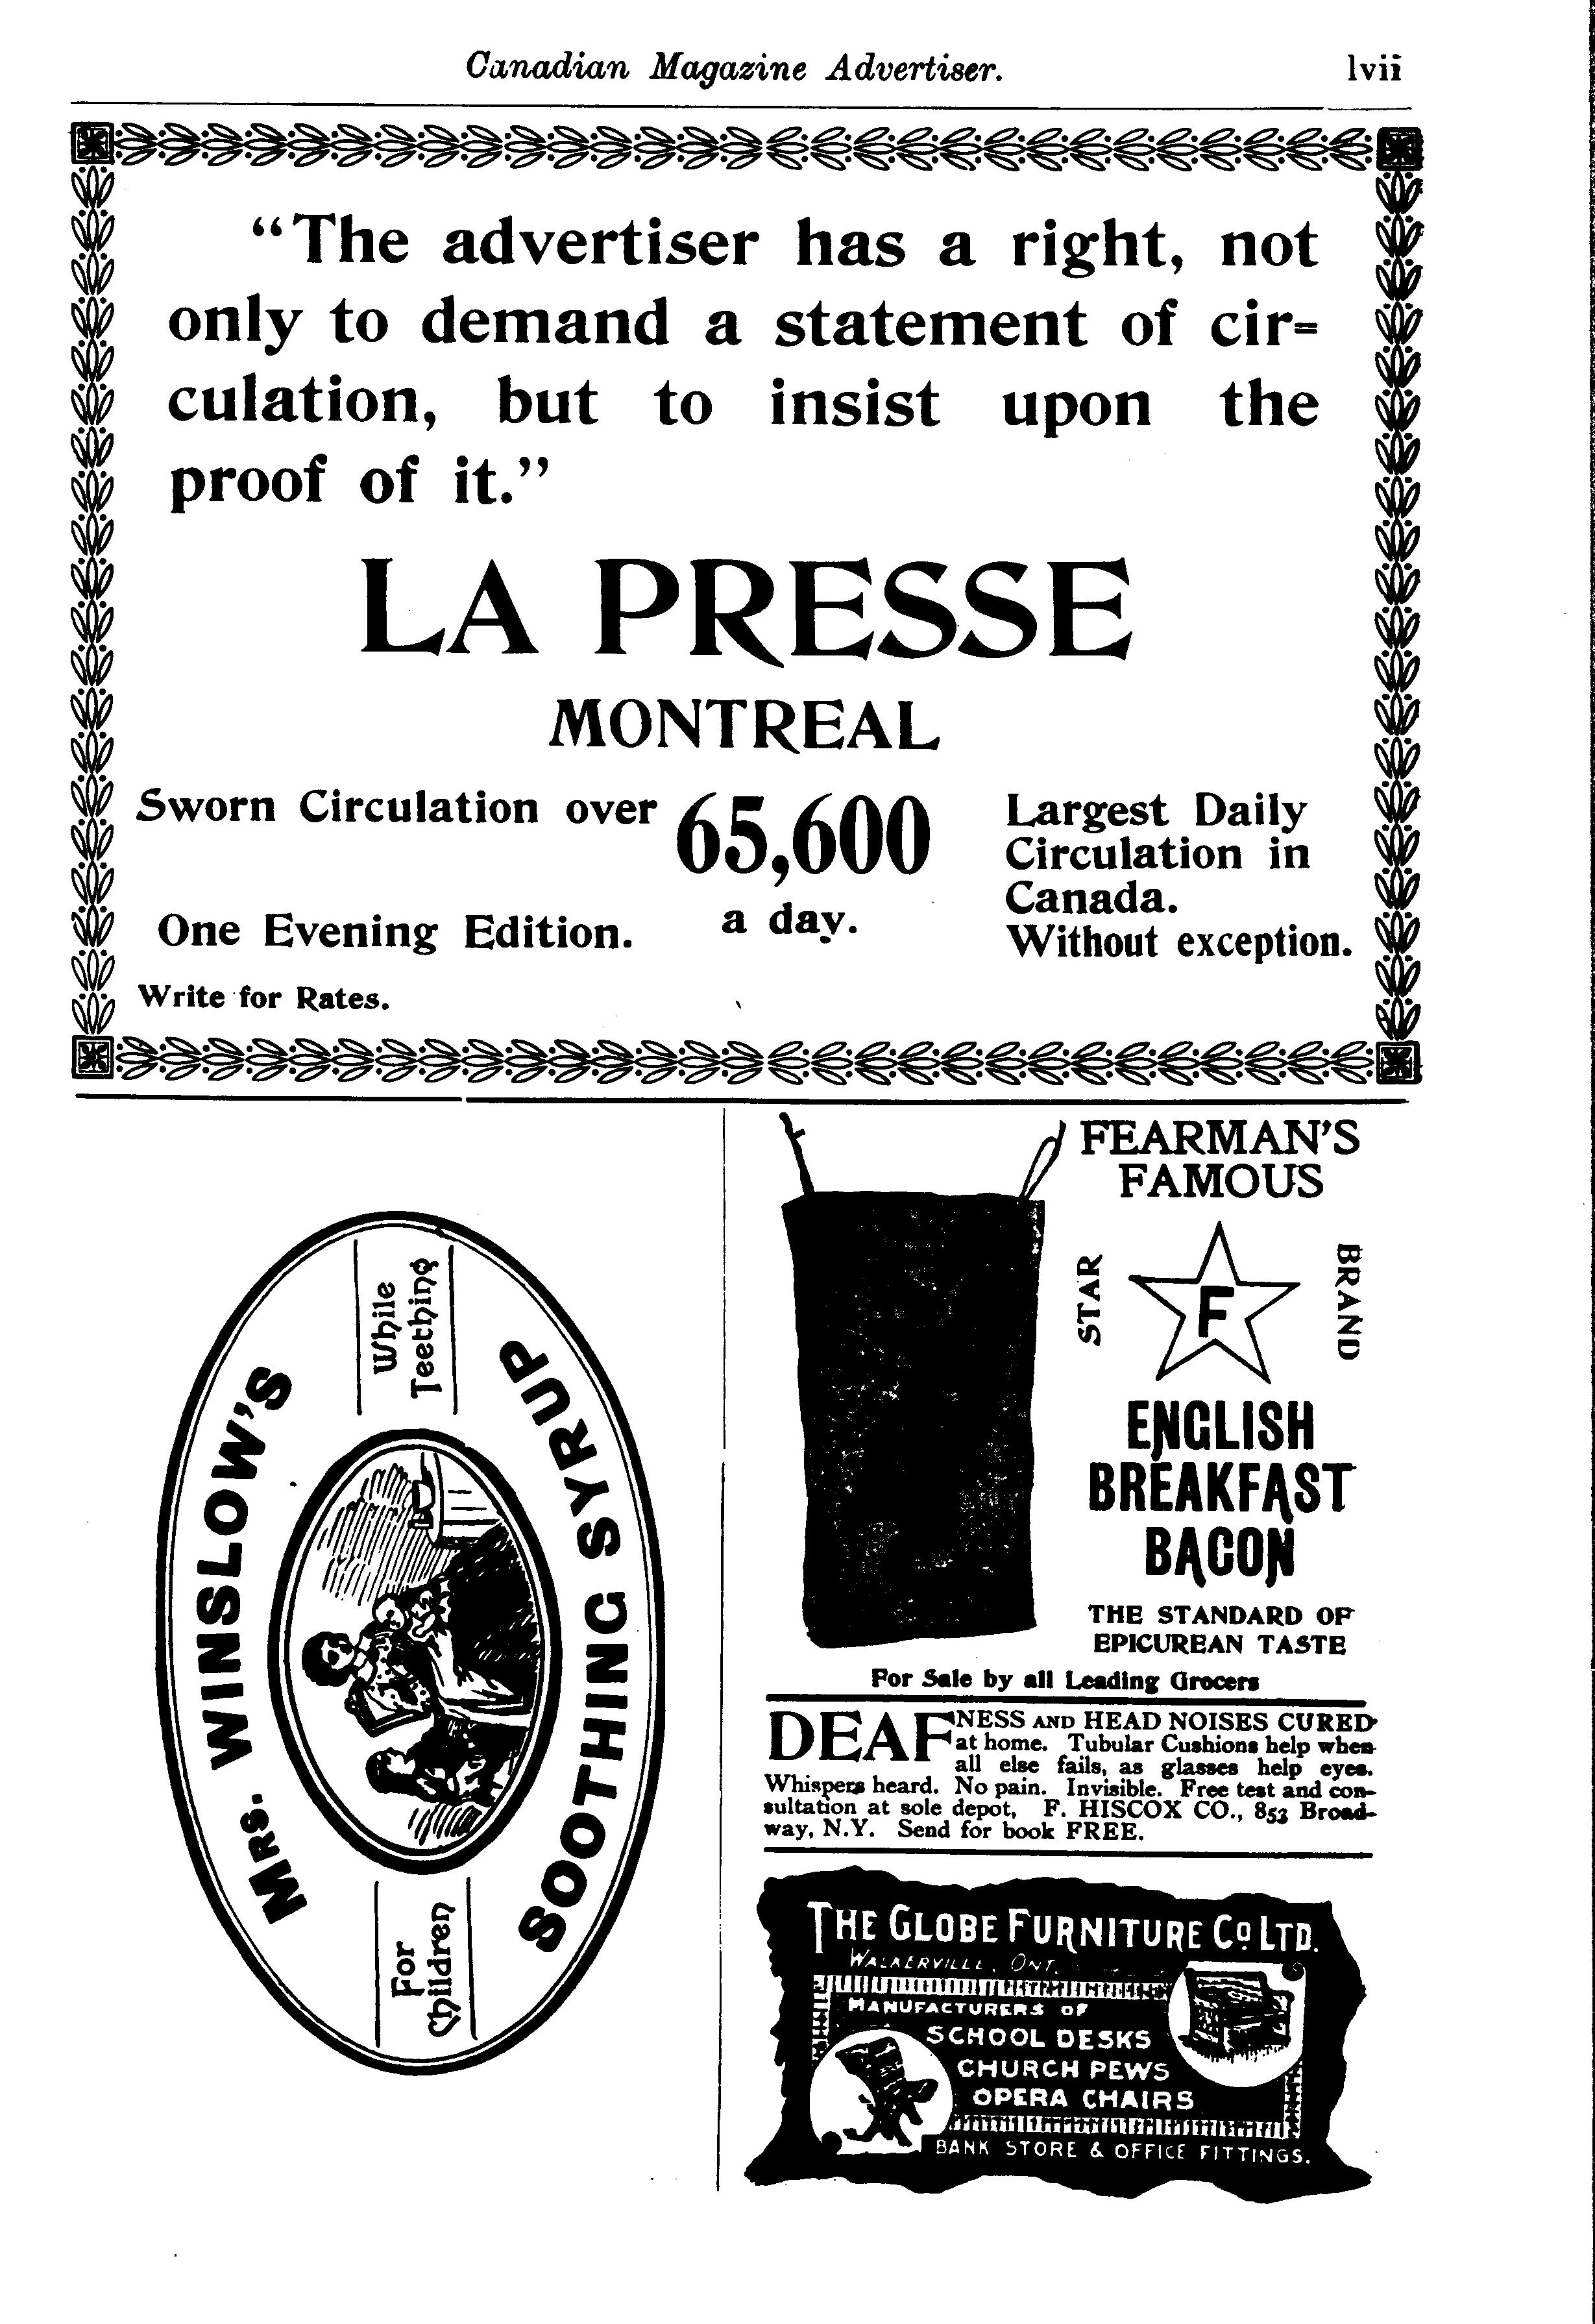 Canadian Magazine Advertiser. lvii
“The advertiser has a right, not
only to demand a statement of cir=
culation, but to insist upon the
proof of it.”
LA PRESSE
MONTREAL
Sworn Circulation over
65,600
a day.
One Evening Edition.
Write for Rates.
Largest Daily
Circulation in
Canada.
Without exception.
MRS. WINSLOW'S
SOOTHING SYRUP
For
Children
While
Teething
FEARMAN'S
FAMOUS
STAR
F
BRAND
ENGLISH
BREAKFAST
BACON
THE STANDARD OF
EPICUREAN TASTE
For Sale by all Leading Grocers
DEAFNESS AND HEAD NOISES CURED
at home. Tubular Cushions help when
all else fails, as glasses help eyes.
Whispers heard. No pain. Invisible. Free test and con-
sultation at sole depot, F. HISCOX CO., 853 Broad-
way, N.Y. Send for book FREE.
THE GLOBE FURNITURE Co LTD.
WALKERVILLE, ONT.
MANUFACTURERS OF
SCHOOL DESKS
CHURCH PEWS
OPERA CHAIRS
BANK STORE & OFFICE FITTINGS.